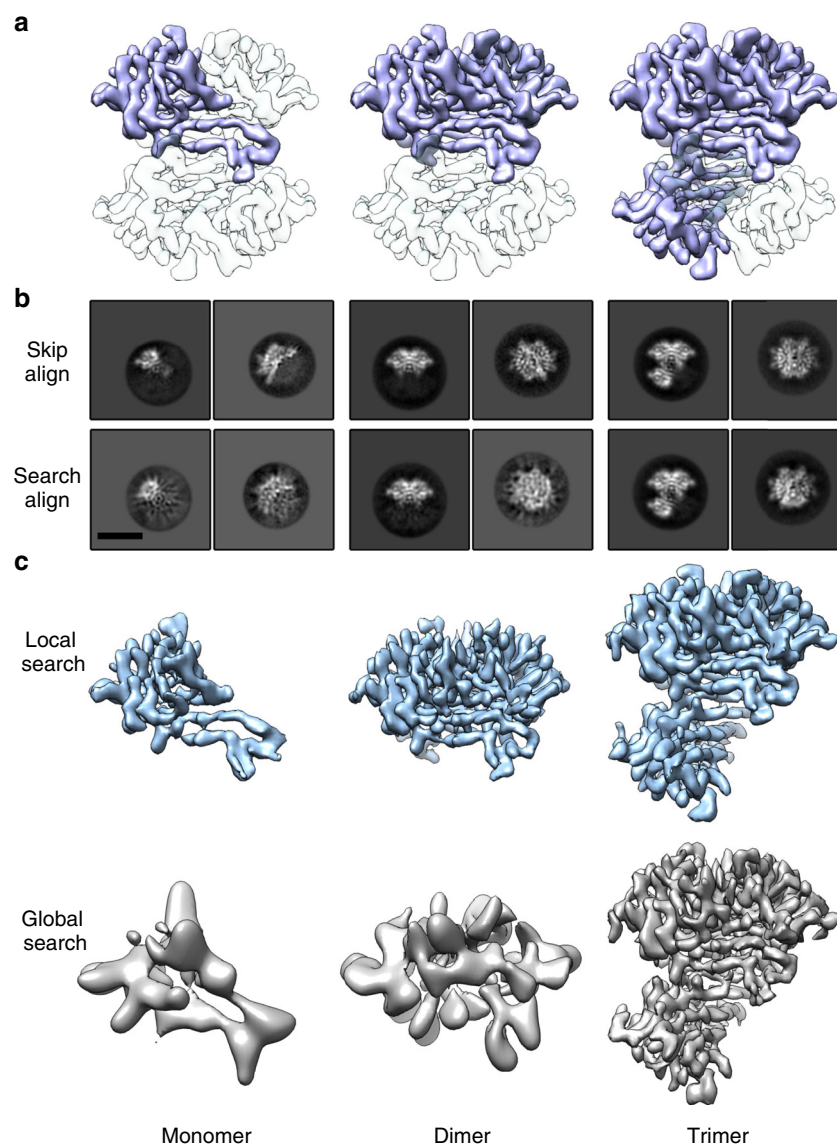 a
b
Skip
align
Search
align
c
Local
search
Global
search
Monomer
Dimer
Trimer